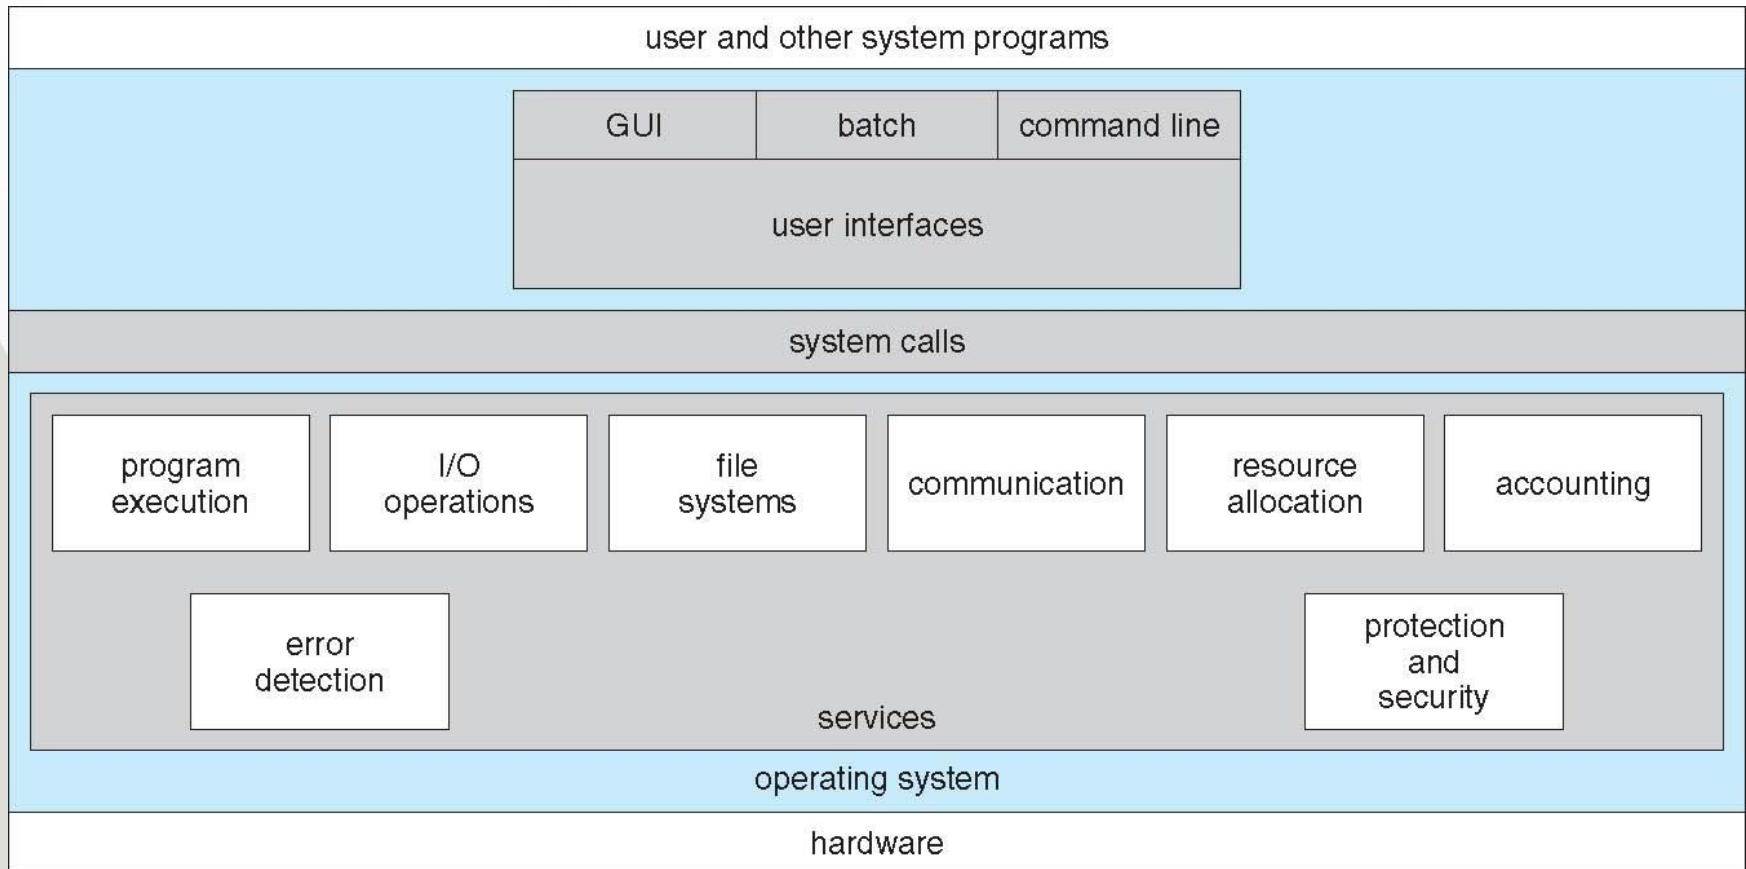 user and other system programs
GUI
batch
command line
user interfaces
system calls
program
execution
I/O
operations
file
systems
communication
resource
allocation
accounting
error
detection
protection
and
security
services
operating system
hardware